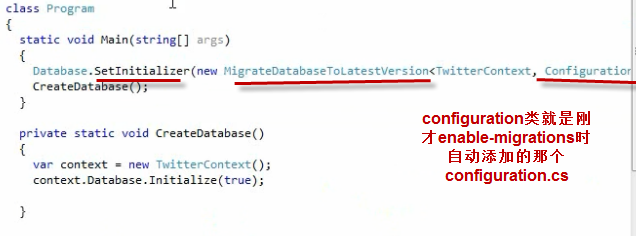 class Program
{
static void Main(string[] args)
{
Database.SetInitializer(new MigrateDatabaseToLatestVersion<TwitterContext, Configuration
CreateDatabase();
}
private static void CreateDatabase()
{
var context = new TwitterContext();
context.Database.Initialize(true);
}
configuration类就是刚
才enable-migrations时
自动添加的那个
configuration.cs